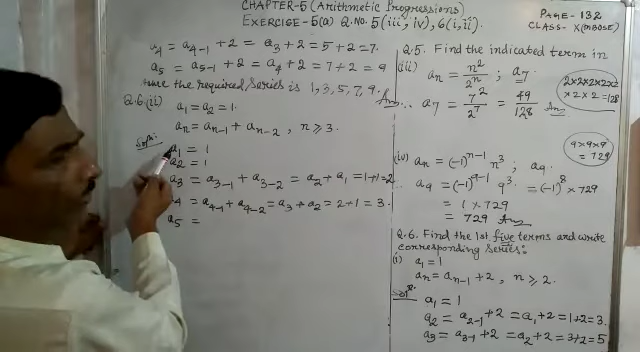 CHAPTER-5 (Arithmetic Progressions)
EXERCISE-5(a) Q.NO. 5(iii, iv), 6(i, ii).
PAGE-132
CLASS-X(MBOSE)
a₄ = a₄₋₁ + 2 = a₃ + 2 = 5 + 2 = 7.
a₅ = a₅₋₁ + 2 = a₄ + 2 = 7 + 2 = 9
the required Series is 1, 3, 5, 7, 9. Ans
Q.6.(ii) a₁ = a₂ = 1.
aₙ = aₙ₋₁ + aₙ₋₂, n ≥ 3.
Solⁿ:
a₁ = 1
a₂ = 1
a₃ = a₃₋₁ + a₃₋₂ = a₂ + a₁ = 1+1 = 2
a₄ = a₄₋₁ + a₄₋₂ = a₃ + a₂ = 2+1 = 3.
a₅ =
Q.5. Find the indicated term in
(iii) aₙ = n²/2ⁿ ; a₇
2×2×2×2×2
×2×2=128
a₇ = 7²/2⁷ = 49/128 Ans
9×9×9
= 729
(iv) aₙ = (-1)ⁿ⁻¹ n³ ; a₉.
a₉ = (-1)⁹⁻¹ 9³ = (-1)⁸ × 729
= 1 × 729
= 729 Ans
Q.6. Find the 1st five terms and write
corresponding series:
(i) a₁ = 1
aₙ = aₙ₋₁ + 2, n ≥ 2.
Solⁿ
a₁ = 1
a₂ = a₂₋₁ + 2 = a₁ + 2 = 1+2 = 3.
a₃ = a₃₋₁ + 2 = a₂ + 2 = 3+2 = 5